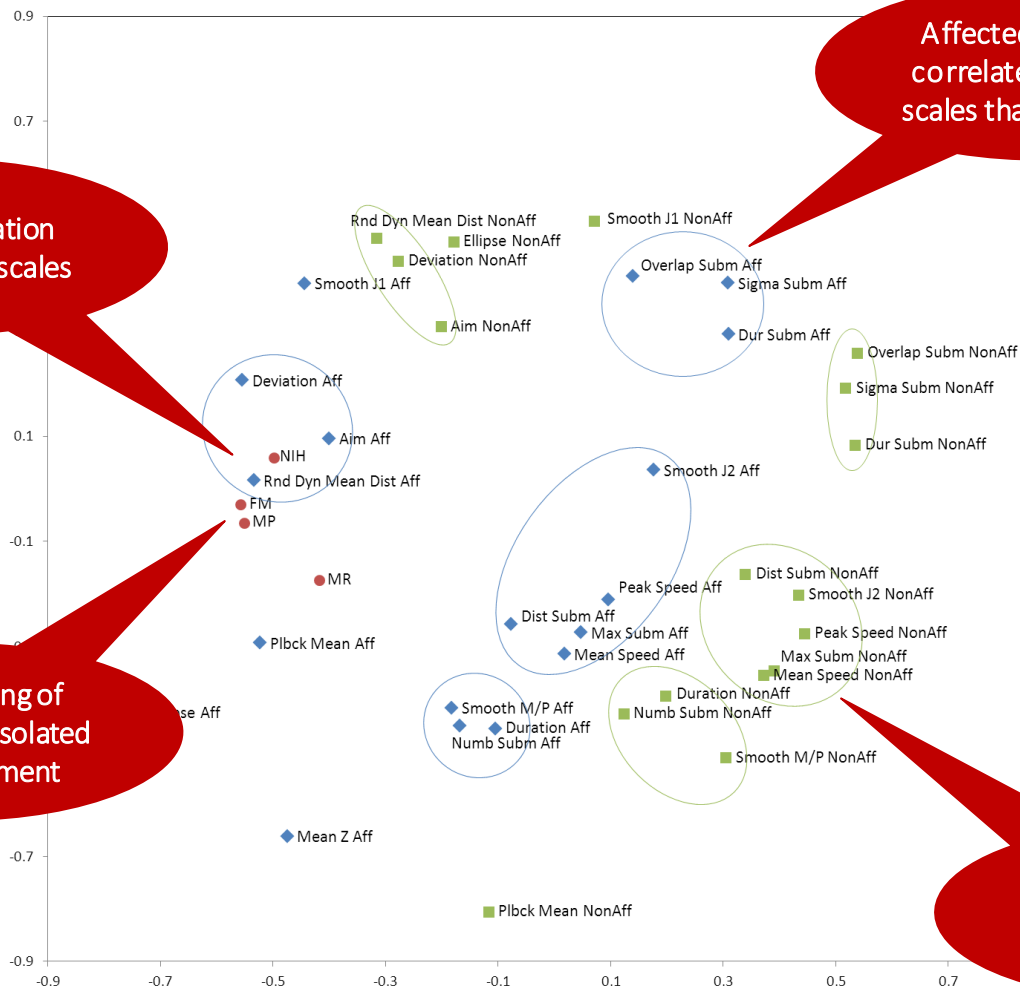 0.9
Affecte
correlate
scales tha
0.7
ation
scales
Rnd Dyn Mean Dist NonAff
Smooth J1 NonAff
Ellipse NonAff
Deviation NonAff
Overlap Subm Aff
Smooth J1 Aff
Sigma Subm Aff
Aim NonAff
Dur Subm Aff
Overlap Subm NonAff
Deviation Aff
Sigma Subm NonAff
0.1
Aim Aff
Dur Subm NonAff
NIH
Smooth J2 Aff
Rnd Dyn Mean Dist Aff
FM
MP
-0.1
Dist Subm NonAff
MR
Peak Speed Aff
Smooth J2 NonAff
Dist Subm Aff
Max Subm Aff
Peak Speed NonAff
Plbck Mean Aff
Mean Speed Aff
Max Subm NonAff
Mean Speed NonAff
ng of
solated
ment
Duration NonAff
Smooth M/P Aff
se Aff
Numb Subm NonAff
Duration Aff
Numb Subm Aff
Smooth M/P NonAff
Mean Z Aff
-0.7
Plbck Mean NonAff
-0.9
-0.9 -0.7 -0.5 -0.3 -0.1 0.1 0.3 0.5 0.7